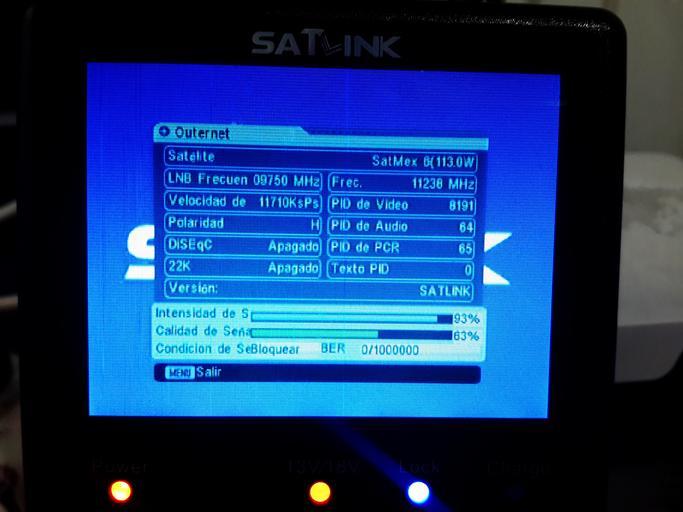 SATLINK
Outernet
Satelite SatMex 6(113.0W
LNB Frecuen 09750 MHz Frec. 11236 MHz
Velocidad de 11710KsPs PID de Video 8191
Polaridad H PID de Audio 64
DiSEqC Apagado PID de PCR 65
22K Apagado Texto PID 0
Versión: SATLINK
Intensidad de S 93%
Calidad de Seña 63%
Condicion de SeBloquear BER 0/1000000
MENU Salir
Power 13V/18V Lock Charge